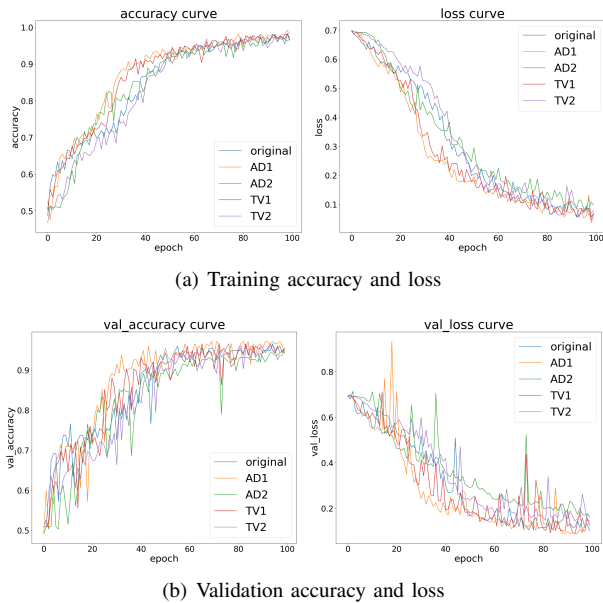 accuracy curve
1.0
0.9
0.8
0.7
0.6
0.5
accuracy
0
20
40
60
80
100
epoch
original
AD1
AD2
TV1
TV2
loss curve
0.7
0.6
0.5
0.4
0.3
0.2
0.1
loss
0
20
40
60
80
100
epoch
original
AD1
AD2
TV1
TV2
(a) Training accuracy and loss
val_accuracy curve
0.9
0.8
0.7
0.6
0.5
val_accuracy
0
20
40
60
80
100
epoch
original
AD1
AD2
TV1
TV2
val_loss curve
0.8
0.6
0.4
0.2
val_loss
0
20
40
60
80
100
epoch
original
AD1
AD2
TV1
TV2
(b) Validation accuracy and loss